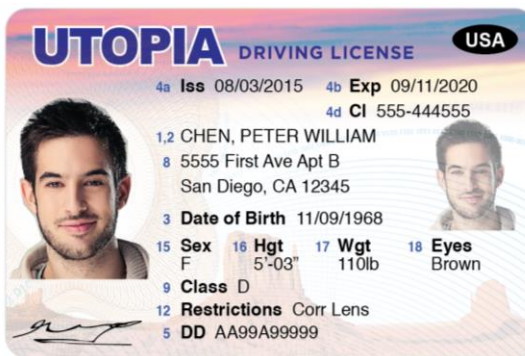 UTOPIA DRIVING LICENSE USA
4a Iss 08/03/2015 4b Exp 09/11/2020
4d Cl 555-444555
1,2 CHEN, PETER WILLIAM
8 5555 First Ave Apt B
San Diego, CA 12345
3 Date of Birth 11/09/1968
15 Sex 16 Hgt 17 Wgt 18 Eyes
F 5'-03" 110lb Brown
9 Class D
12 Restrictions Corr Lens
5 DD AA99A99999